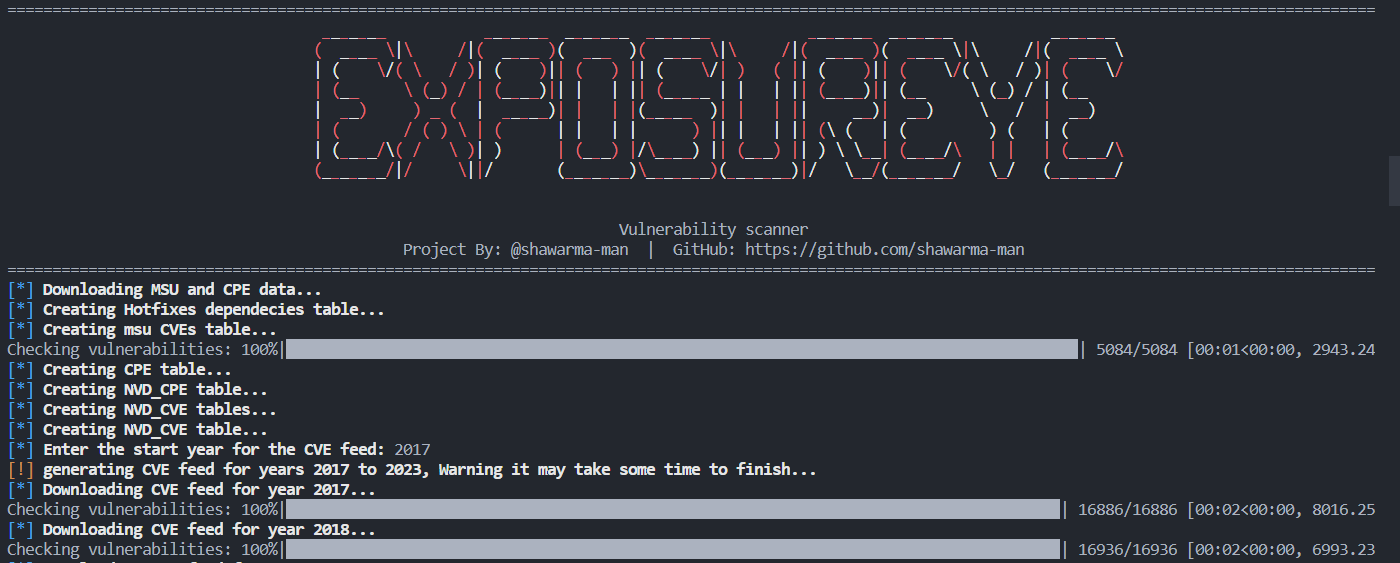 EXPOSUREYE
Vulnerability scanner
Project By: @shawarma-man | GitHub: https://github.com/shawarma-man
[*] Downloading MSU and CPE data...
[*] Creating Hotfixes dependecies table...
[*] Creating msu CVEs table...
Checking vulnerabilities: 100%| | 5084/5084 [00:01<00:00, 2943.24
[*] Creating CPE table...
[*] Creating NVD_CPE table...
[*] Creating NVD_CVE tables...
[*] Creating NVD_CVE table...
[*] Enter the start year for the CVE feed: 2017
[!] generating CVE feed for years 2017 to 2023, Warning it may take some time to finish...
[*] Downloading CVE feed for year 2017...
Checking vulnerabilities: 100%| | 16886/16886 [00:02<00:00, 8016.25
[*] Downloading CVE feed for year 2018...
Checking vulnerabilities: 100%| | 16936/16936 [00:02<00:00, 6993.23